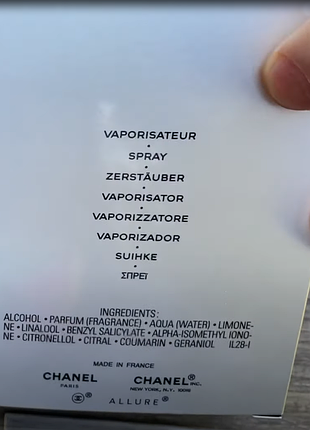 VAPORISATEUR
•
SPRAY
•
ZERSTÄUBER
•
VAPORISATOR
•
VAPORIZZATORE
•
VAPORIZADOR
•
SUIHKE
•
ΣΠΡΕΪ
INGREDIENTS:
ALCOHOL • PARFUM (FRAGRANCE) • AQUA (WATER) • LIMONE-
NE • LINALOOL • BENZYL SALICYLATE • ALPHA-ISOMETHYL IONO-
NE • CITRONELLOL • CITRAL • COUMARIN • GERANIOL IL28-I
MADE IN FRANCE
CHANEL CHANEL INC.
PARIS NEW YORK, N.Y. 10019
ALLURE®